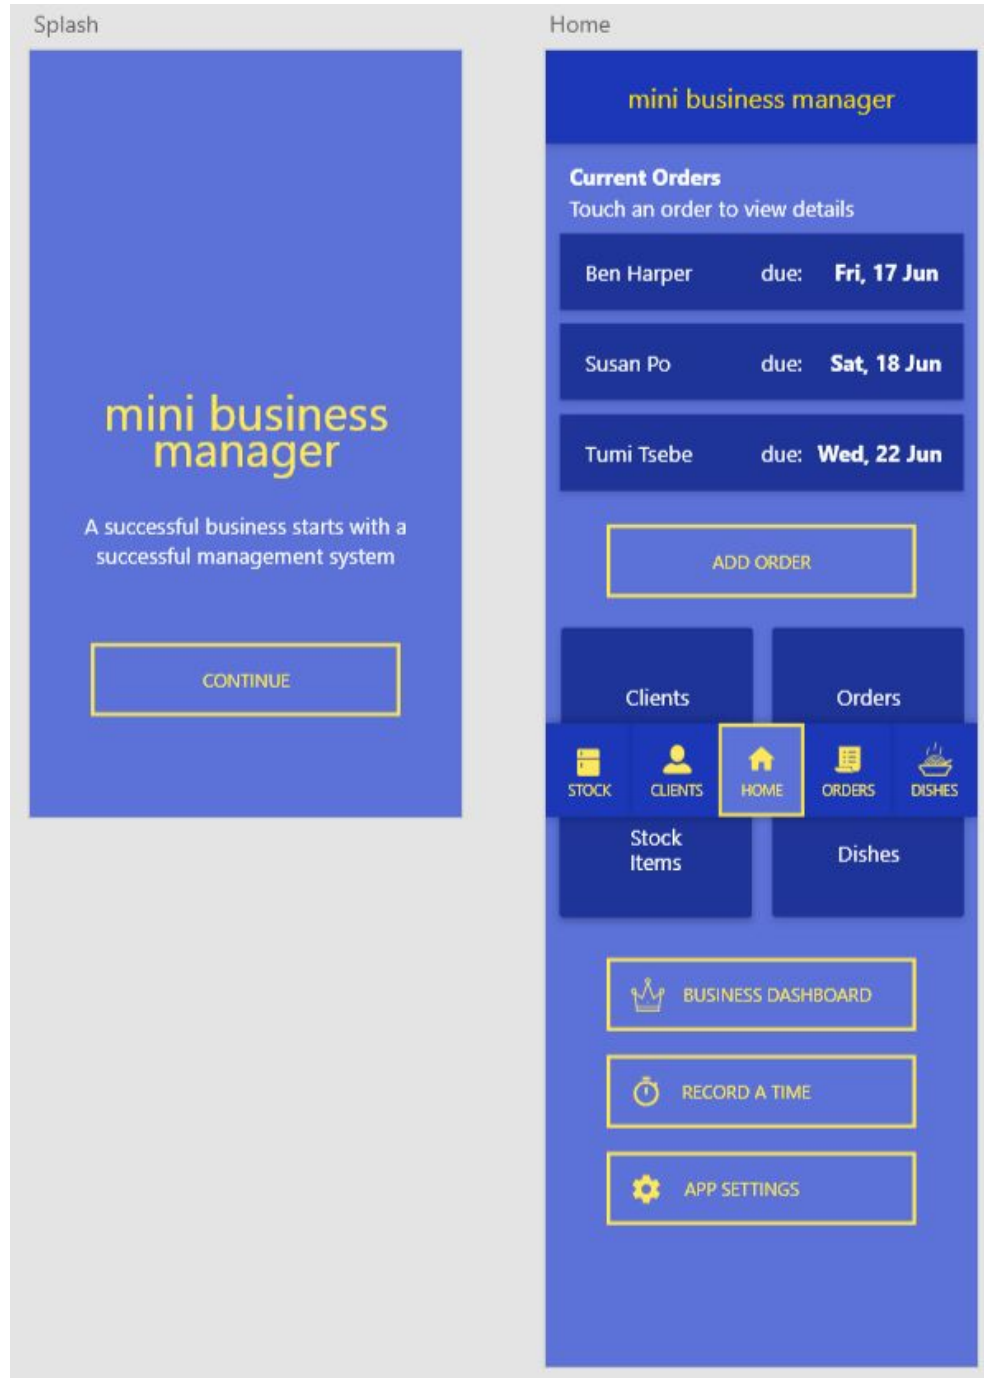 Splash
mini business
manager
A successful business starts with a
successful management system
CONTINUE
Home
mini business manager
Current Orders
Touch an order to view details
Ben Harper due: Fri, 17 Jun
Susan Po due: Sat, 18 Jun
Tumi Tsebe due: Wed, 22 Jun
ADD ORDER
Clients Orders
STOCK CLIENTS HOME ORDERS DISHES
Stock
Items
Dishes
BUSINESS DASHBOARD
RECORD A TIME
APP SETTINGS